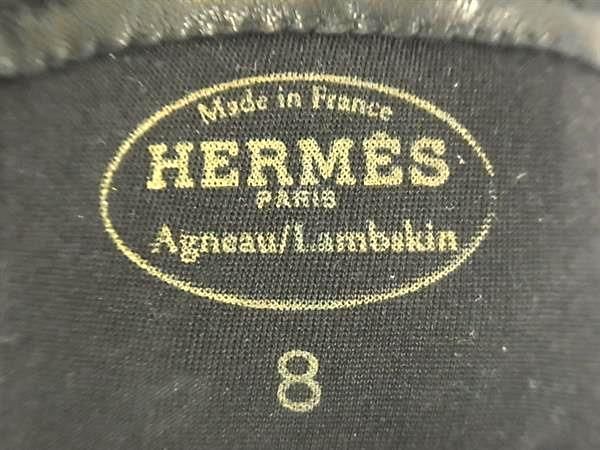 Made in France
HERMÈS
PARIS
Agneau/Lambskin
8